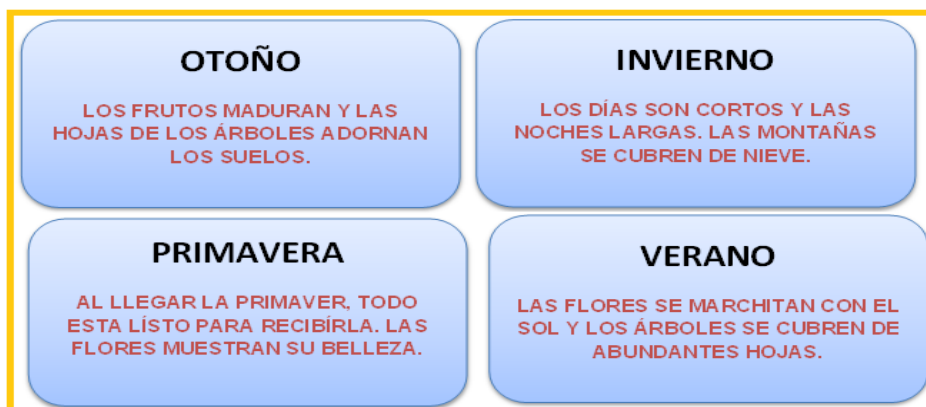 OTOÑO
LOS FRUTOS MADURAN Y LAS
HOJAS DE LOS ÁRBOLES ADORNAN
LOS SUELOS.
INVIERNO
LOS DÍAS SON CORTOS Y LAS
NOCHES LARGAS. LAS MONTAÑAS
SE CUBREN DE NIEVE.
PRIMAVERA
AL LLEGAR LA PRIMAVER, TODO
ESTA LÍSTO PARA RECIBÍRLA. LAS
FLORES MUESTRAN SU BELLEZA.
VERANO
LAS FLORES SE MARCHITAN CON EL
SOL Y LOS ÁRBOLES SE CUBREN DE
ABUNDANTES HOJAS.